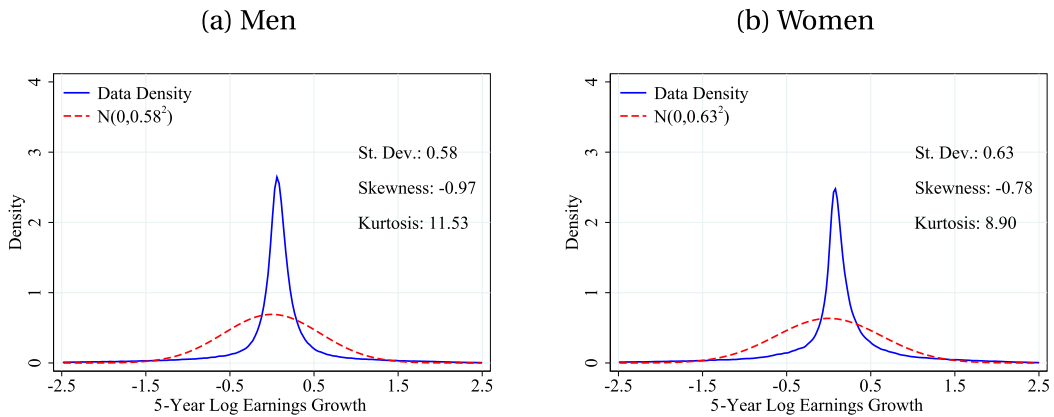 (a) Men
4
3
2
1
0
Density
Data Density
N(0,0.58²)
St. Dev.: 0.58
Skewness: -0.97
Kurtosis: 11.53
-2.5 -1.5 -0.5 0.5 1.5 2.5
5-Year Log Earnings Growth
(b) Women
4
3
2
1
0
Density
Data Density
N(0,0.63²)
St. Dev.: 0.63
Skewness: -0.78
Kurtosis: 8.90
-2.5 -1.5 -0.5 0.5 1.5 2.5
5-Year Log Earnings Growth